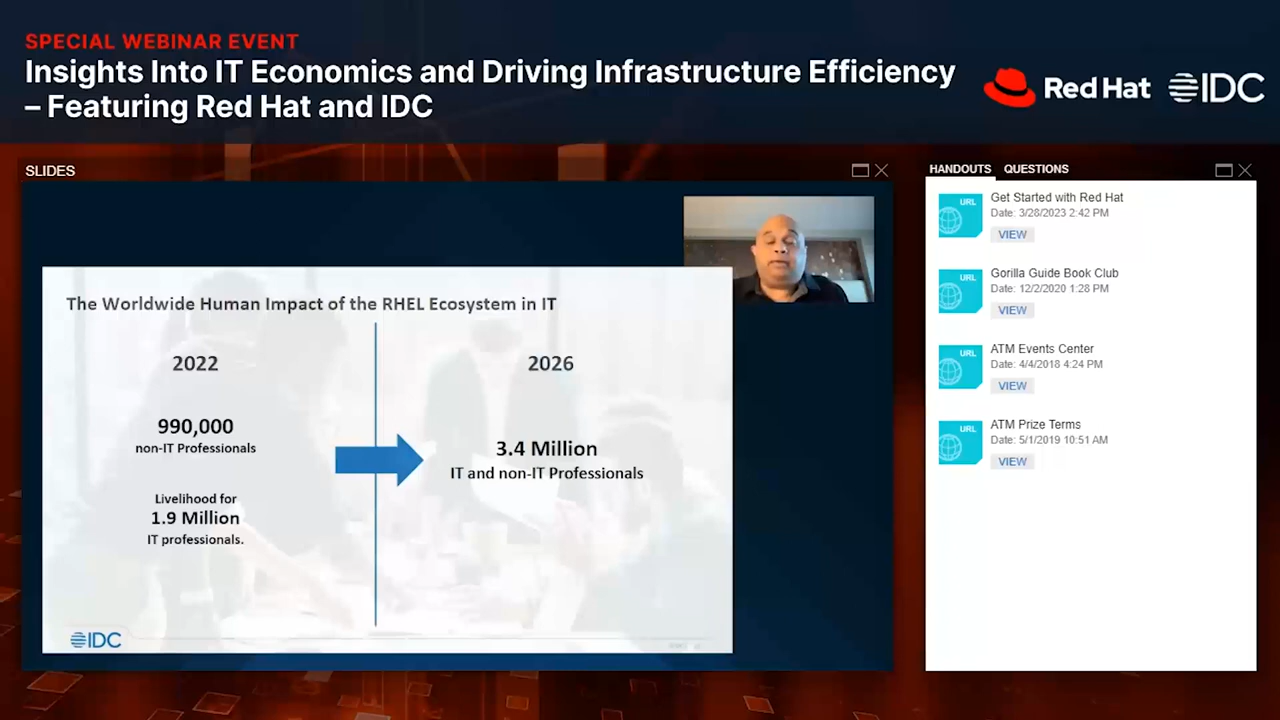 SPECIAL WEBINAR EVENT
Insights Into IT Economics and Driving Infrastructure Efficiency
– Featuring Red Hat and IDC
Red Hat
IDC
SLIDES
The Worldwide Human Impact of the RHEL Ecosystem in IT
2022
990,000
non-IT Professionals
Livelihood for
1.9 Million
IT professionals.
2026
3.4 Million
IT and non-IT Professionals
IDC
HANDOUTS QUESTIONS
URL
Get Started with Red Hat
Date: 3/28/2023 2:42 PM
VIEW
URL
Gorilla Guide Book Club
Date: 12/2/2020 1:28 PM
VIEW
URL
ATM Events Center
Date: 4/4/2018 4:24 PM
VIEW
URL
ATM Prize Terms
Date: 5/1/2019 10:51 AM
VIEW